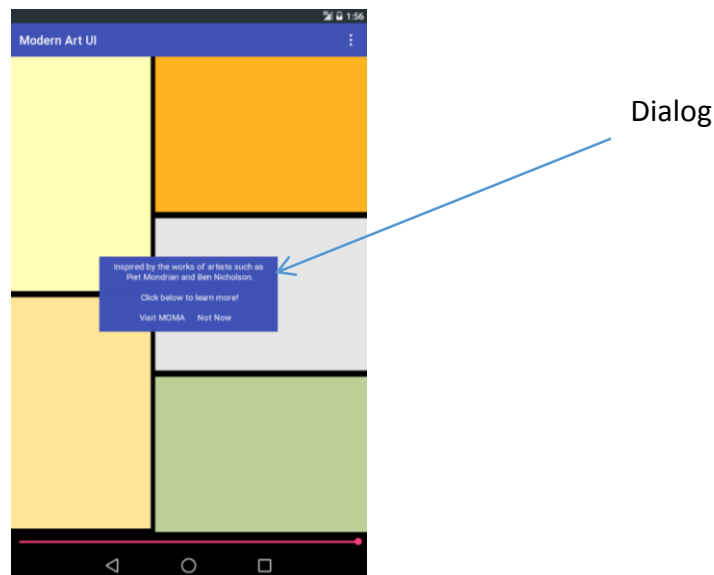 1:56
Modern Art UI
Dialog
Inspired by the works of artists such as
Piet Mondrian and Ben Nicholson.
Click below to learn more!
Visit MOMA Not Now